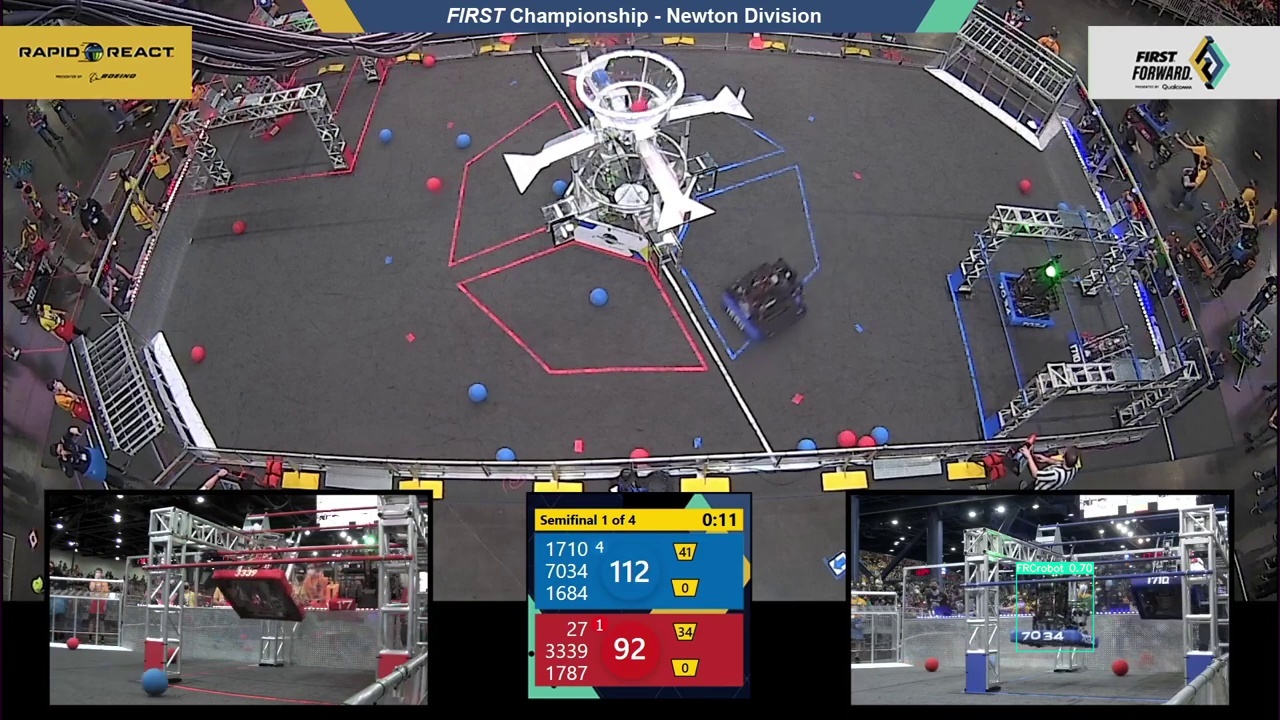 FIRST Championship - Newton Division
RAPID REACT
PRESENTED BY BOEING
FIRST
FORWARD
PRESENTED BY Qualcomm
Semifinal 1 of 4
0:11
1710 4
7034
1684
112
41
0
27 1
3339
1787
92
34
0
3339
17
FRCrobot 0.70
7034
1710